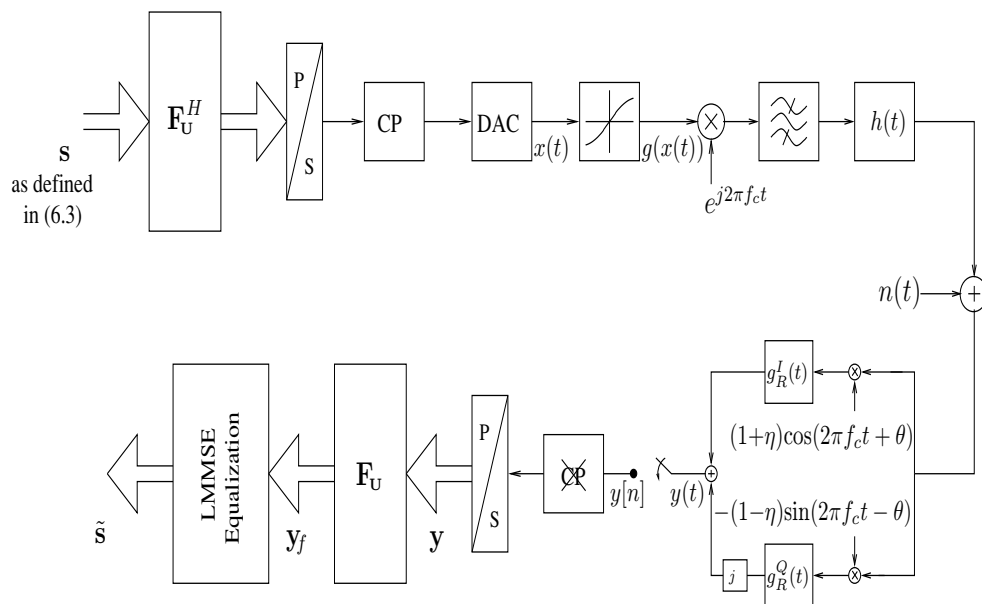 s
as defined
in (6.3)
F_U^H
P
S
CP
DAC
x(t)
g(x(t))
×
e^{j2πf_c t}
h(t)
n(t)
+
g_R^I(t)
×
(1+η)cos(2πf_c t+θ)
−(1−η)sin(2πf_c t−θ)
×
g_R^Q(t)
j
+
y(t)
y[n]
CP
P
S
y
F_U
y_f
LMMSE
Equalization
s̃